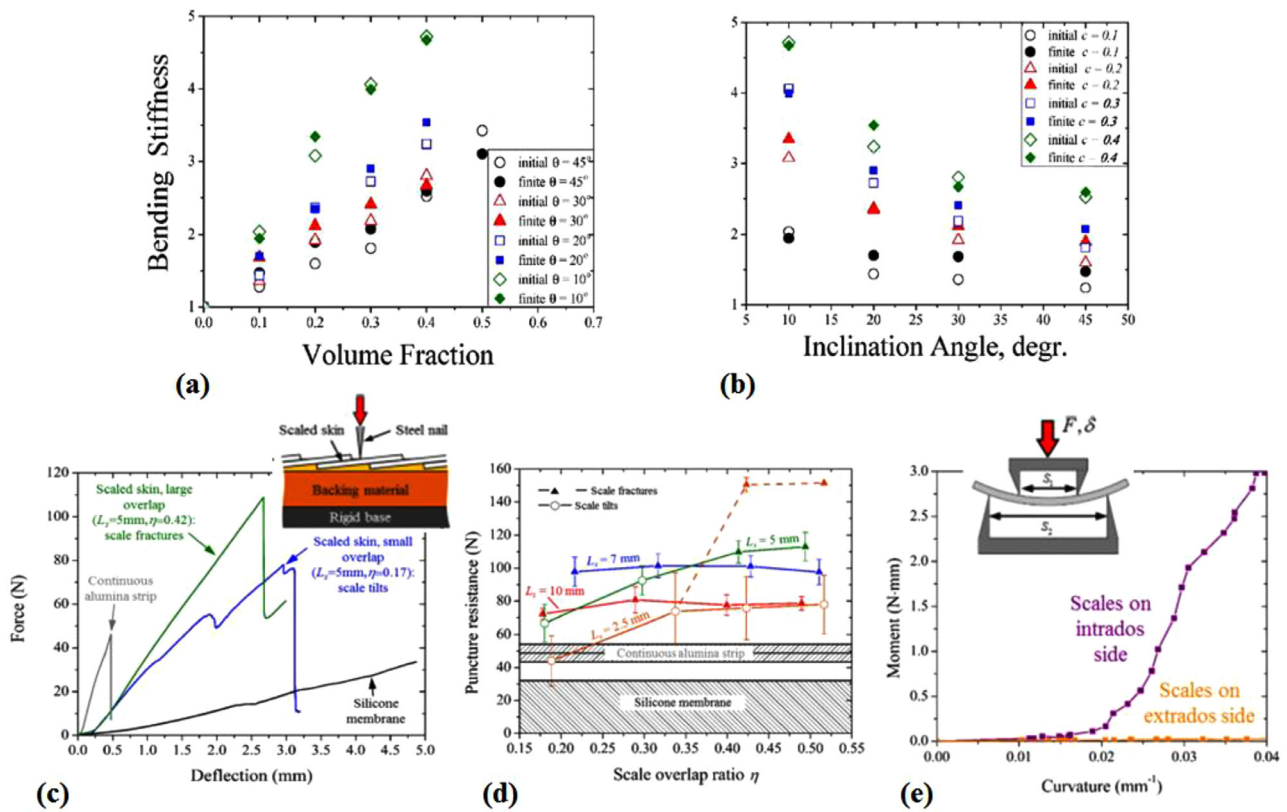 Bending Stiffness
5
4
3
2
1
0.0 0.1 0.2 0.3 0.4 0.5 0.6 0.7
Volume Fraction
initial θ = 45°
finite θ = 45°
initial θ = 30°
finite θ = 30°
initial θ = 20°
finite θ = 20°
initial θ = 10°
finite θ = 10°
(a)
5
4
3
2
1
5 10 15 20 25 30 35 40 45 50
Inclination Angle, degr.
initial c = 0.1
finite c = 0.1
initial c = 0.2
finite c = 0.2
initial c = 0.3
finite c = 0.3
initial c = 0.4
finite c = 0.4
(b)
Scaled skin
Steel nail
Backing material
Rigid base
Force (N)
120
100
80
60
40
20
0
Scaled skin, large
overlap
(Ls=5mm,η=0.42):
scale fractures
Scaled skin, small
overlap
(Ls=5mm,η=0.17):
scale tilts
Continuous
alumina strip
Silicone
membrane
0.0 0.5 1.0 1.5 2.0 2.5 3.0 3.5 4.0 4.5 5.0
Deflection (mm)
(c)
Puncture resistance (N)
160
140
120
100
80
60
40
20
0
Scale fractures
Scale tilts
Ls = 7 mm
Ls = 5 mm
Ls = 10 mm
Ls = 2.5 mm
Continuous alumina strip
Silicone membrane
0.15 0.20 0.25 0.30 0.35 0.40 0.45 0.50 0.55
Scale overlap ratio η
(d)
F, δ
S1
S2
Moment (N·mm)
3.0
2.5
2.0
1.5
1.0
0.5
0.0
Scales on
intrados
side
Scales on
extrados side
0.00 0.01 0.02 0.03 0.04
Curvature (mm⁻¹)
(e)